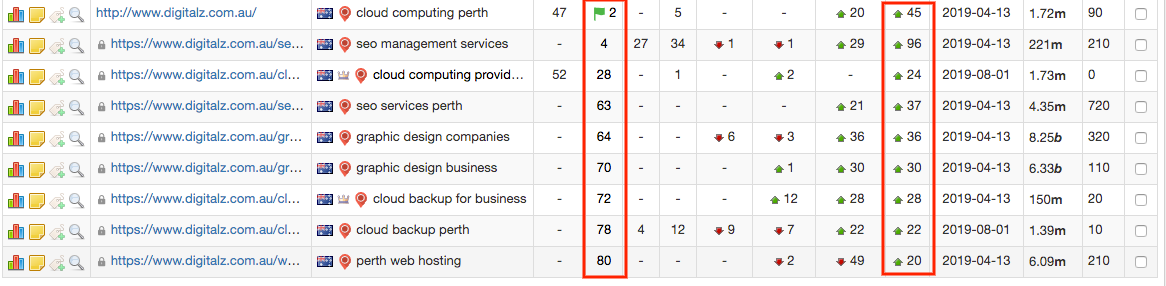 http://www.digitalz.com.au/ cloud computing perth 47 2 - 5 - - 20 45 2019-04-13 1.72m 90
https://www.digitalz.com.au/se... seo management services - 4 27 34 1 1 29 96 2019-04-13 221m 210
https://www.digitalz.com.au/cl... cloud computing provid... 52 28 - 1 - 2 - 24 2019-08-01 1.73m 0
https://www.digitalz.com.au/se... seo services perth - 63 - - - - 21 37 2019-04-13 4.35m 720
https://www.digitalz.com.au/gr... graphic design companies - 64 - - 6 3 36 36 2019-04-13 8.25b 320
https://www.digitalz.com.au/gr... graphic design business - 70 - - - 1 30 30 2019-04-13 6.33b 110
https://www.digitalz.com.au/cl... cloud backup for business - 72 - - - 12 28 28 2019-04-13 150m 20
https://www.digitalz.com.au/cl... cloud backup perth - 78 4 12 9 7 22 22 2019-08-01 1.39m 10
https://www.digitalz.com.au/w... perth web hosting - 80 - - - 2 49 20 2019-04-13 6.09m 210